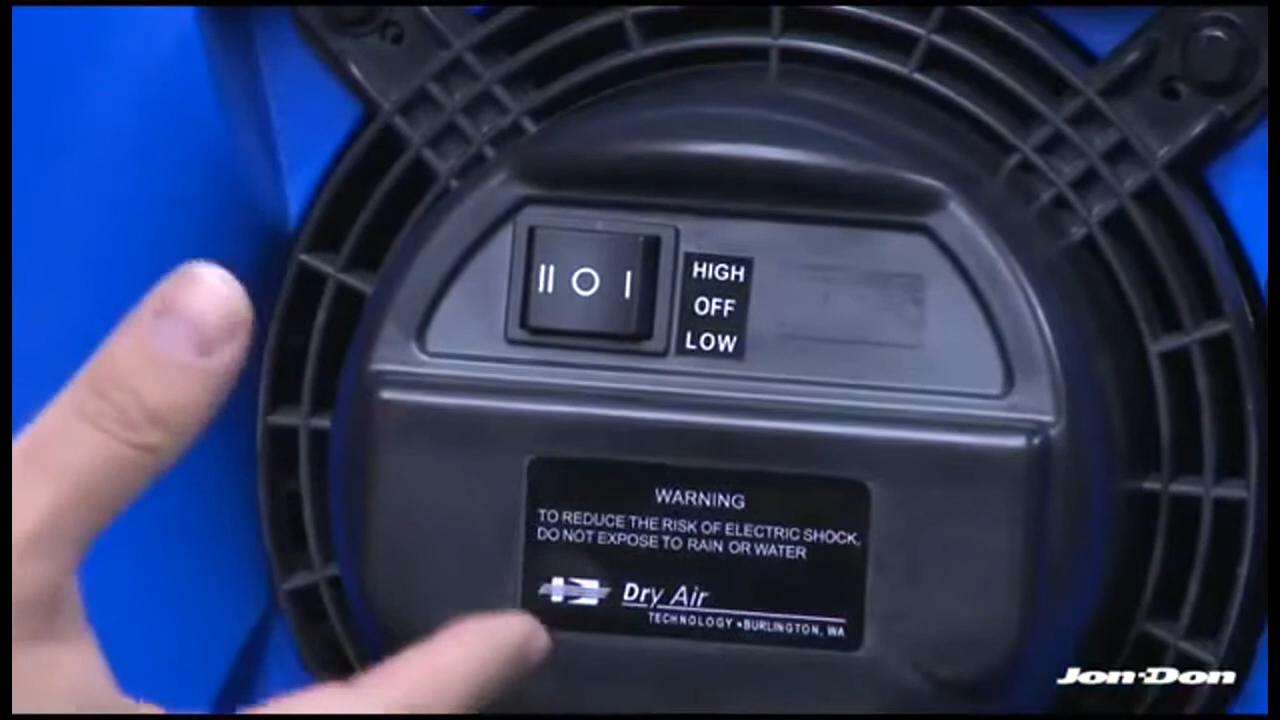 II O I
HIGH
OFF
LOW
WARNING
TO REDUCE THE RISK OF ELECTRIC SHOCK,
DO NOT EXPOSE TO RAIN OR WATER
Dry Air
TECHNOLOGY • BURLINGTON, WA
Jon-Don